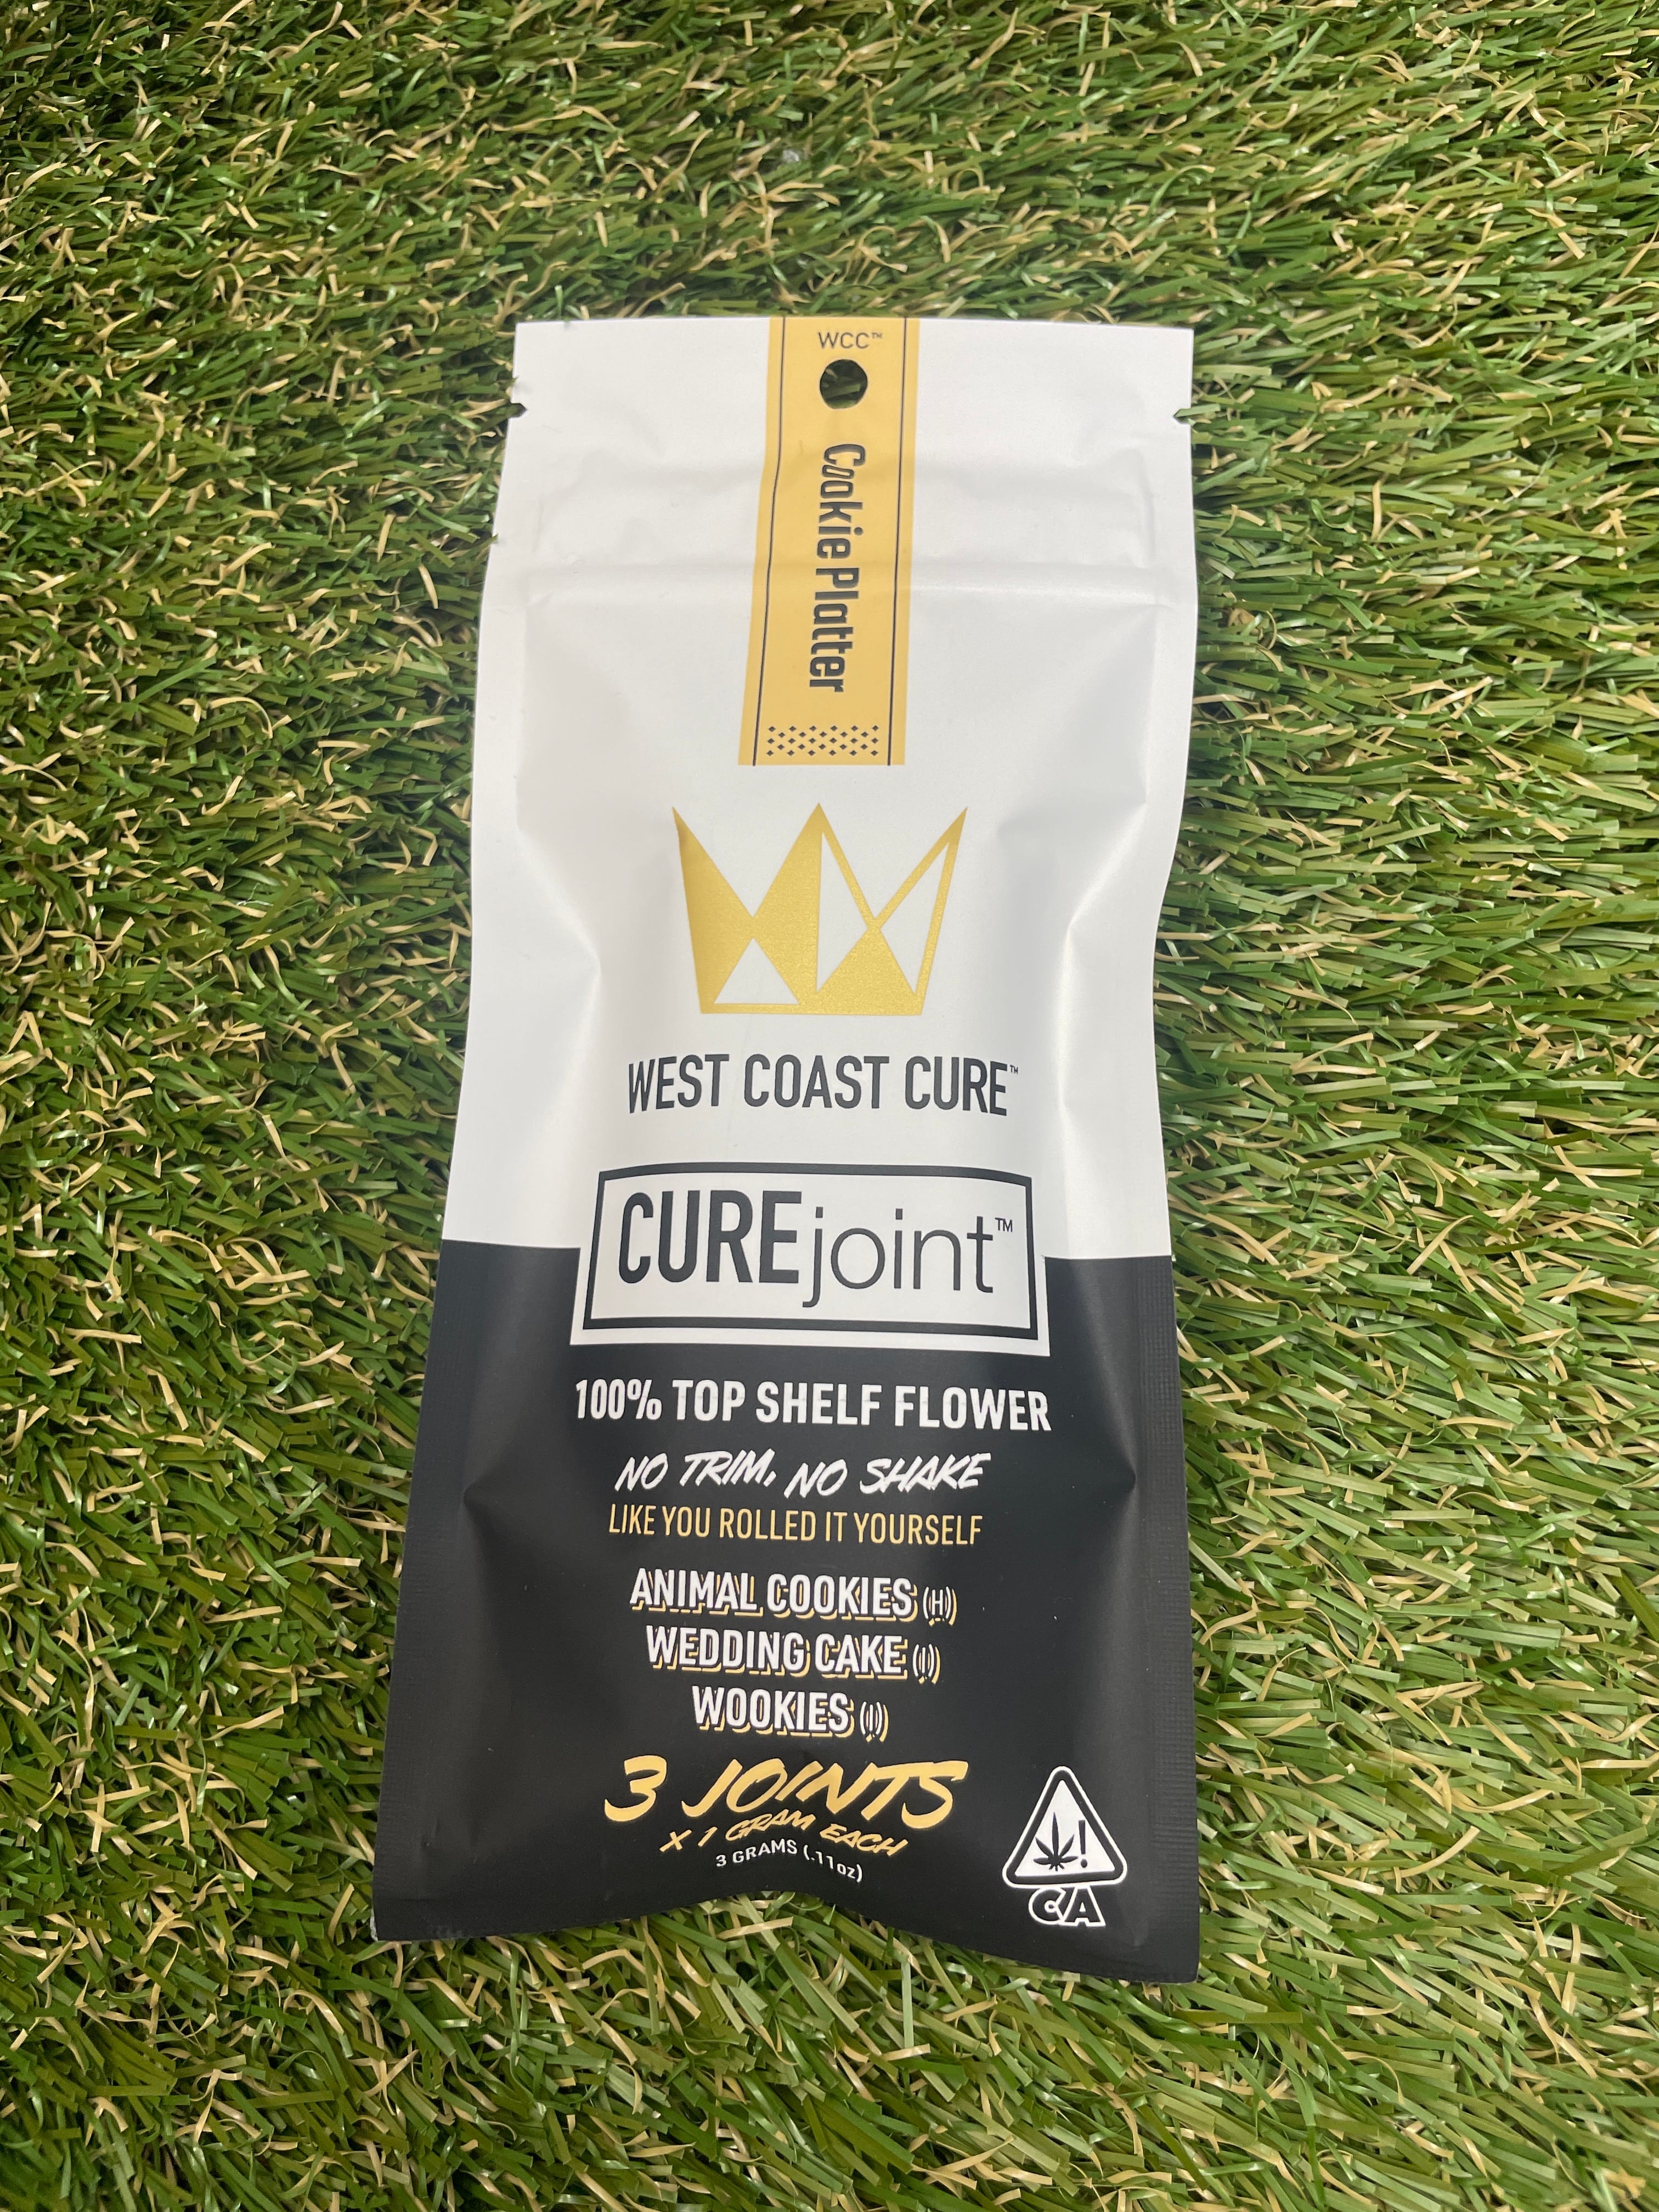 WCC™
Cookie Platter
WEST COAST CURE™
CUREjoint™
100% TOP SHELF FLOWER
NO TRIM, NO SHAKE
LIKE YOU ROLLED IT YOURSELF
ANIMAL COOKIES (H)
WEDDING CAKE (I)
WOOKIES (I)
3 JOINTS
X 1 GRAM EACH
3 GRAMS (.11oz)
!
CA